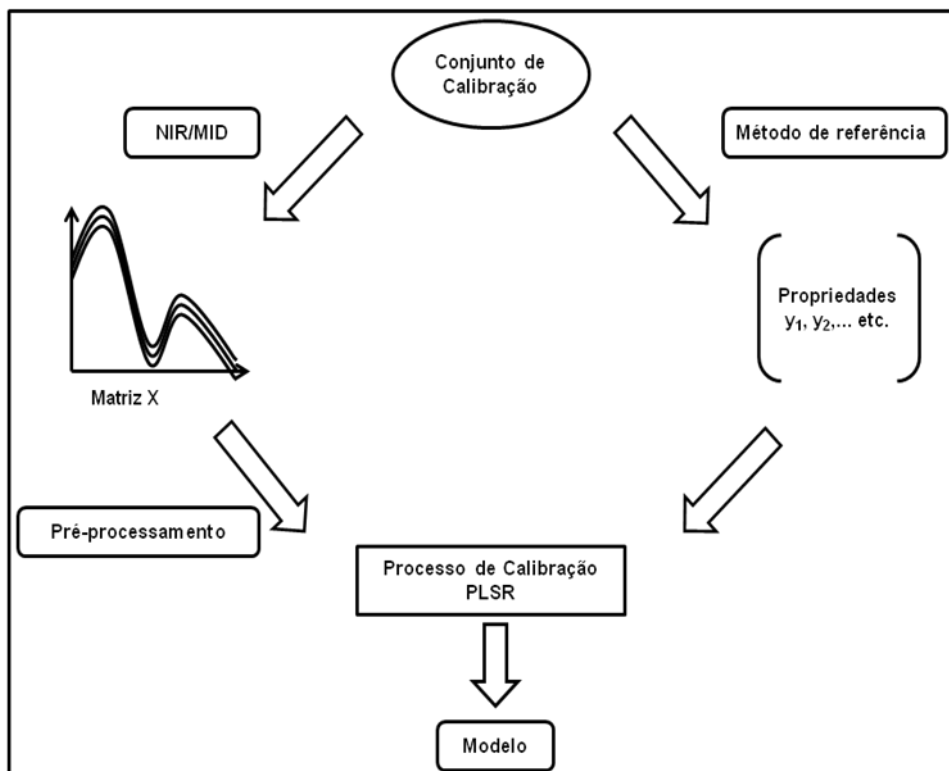 Conjunto de
Calibração
NIR/MID
Método de referência
Propriedades
y₁, y₂,... etc.
Matriz X
Pré-processamento
Processo de Calibração
PLSR
Modelo